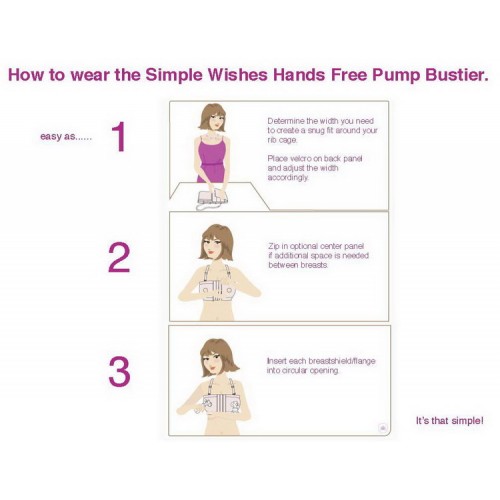 How to wear the Simple Wishes Hands Free Pump Bustier.
easy as......
1
Determine the width you need
to create a snug fit around your
rib cage.
Place velcro on back panel
and adjust the width
accordingly.
2
Zip in optional center panel
if additional space is needed
between breasts.
3
Insert each breastshield/flange
into circular opening.
It's that simple!